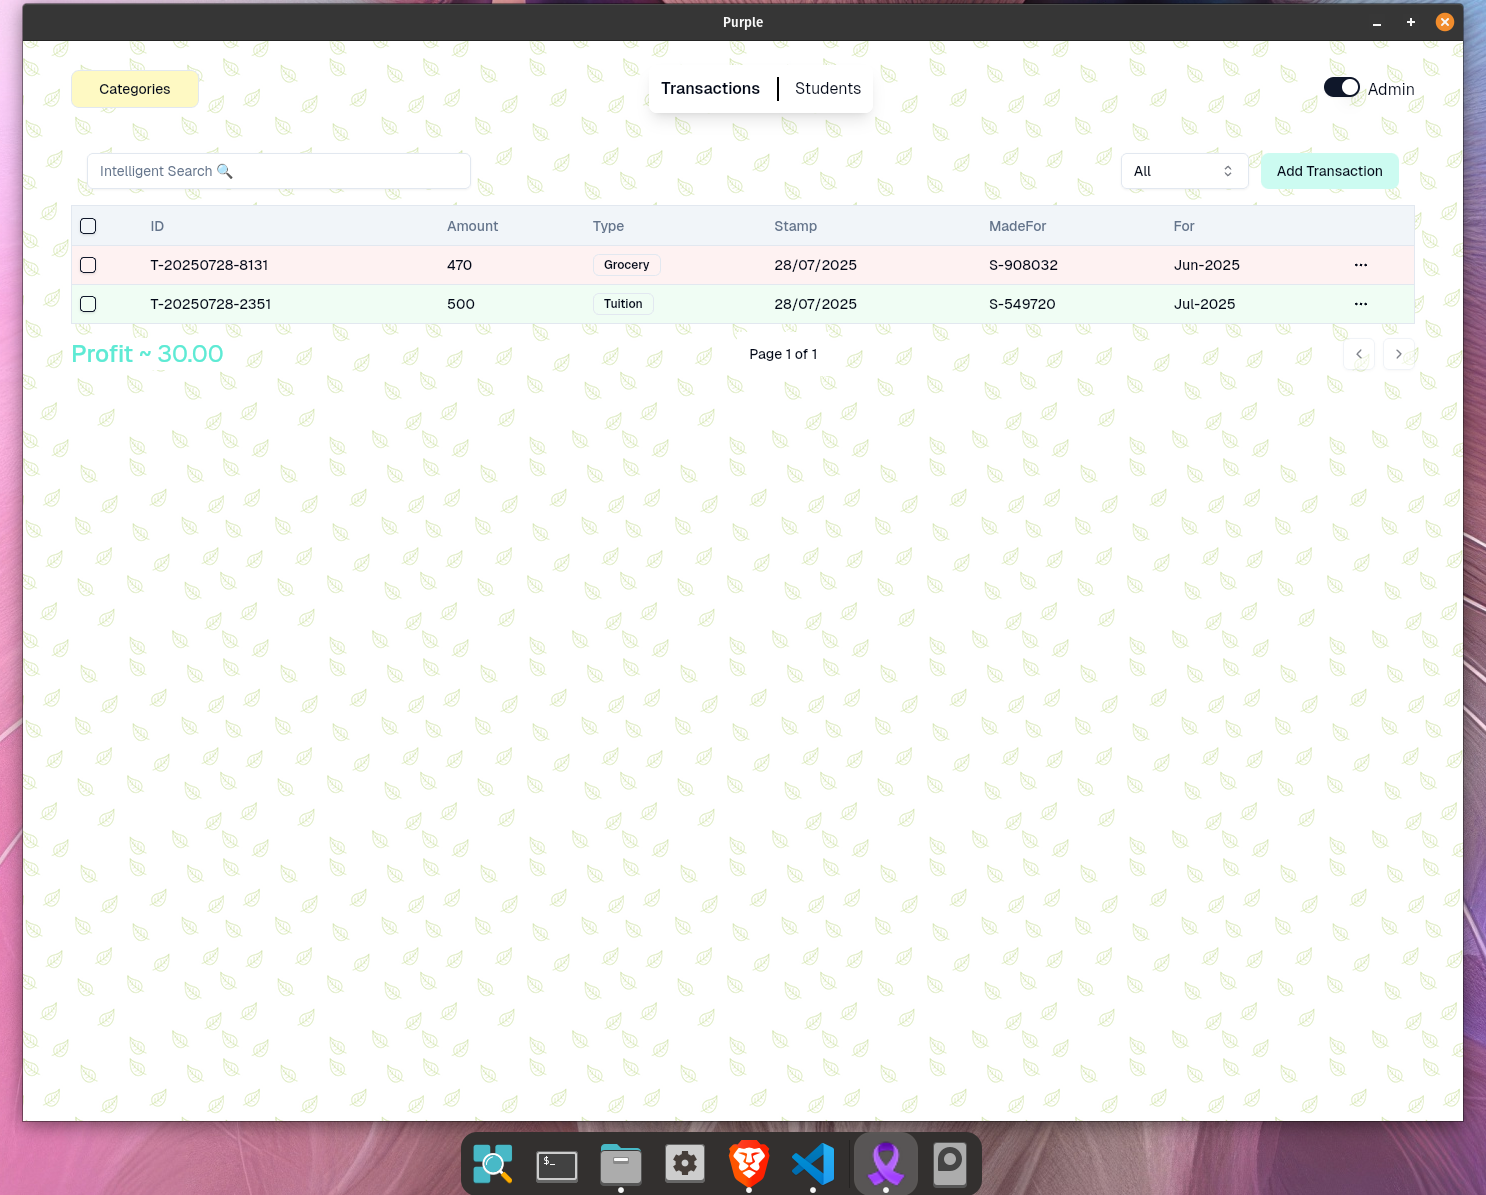 Purple
Categories
Transactions | Students
Admin
Intelligent Search 🔍
All
Add Transaction
ID Amount Type Stamp MadeFor For
T-20250728-8131 470 Grocery 28/07/2025 S-908032 Jun-2025 ...
T-20250728-2351 500 Tuition 28/07/2025 S-549720 Jul-2025 ...
Profit ~ 30.00
Page 1 of 1
$_